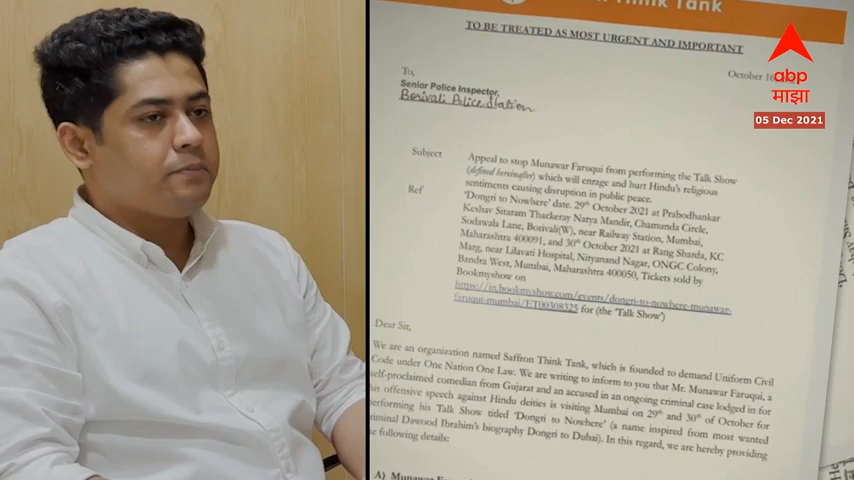 Think Tank
TO BE TREATED AS MOST URGENT AND IMPORTANT
October
To,
Senior Police Inspector,
Borivali Police Station
Subject
Appeal to stop Munawar Faruqui from performing the Talk Show
(defined hereinafter) which will enrage and hurt Hindu's religious
sentiments causing disruption in public peace.
Ref
'Dongri to Nowhere' date. 29th October 2021 at Prabodhankar
Keshav Sitaram Thackeray Natya Mandir, Chamunda Circle,
Sodawala Lane, Borivali(W), near Railway Station, Mumbai,
Maharashtra 400091, and 30th October 2021 at Rang Sharda, KC
Marg, near Lilavati Hospital, Nityanand Nagar, ONGC Colony,
Bandra West, Mumbai, Maharashtra 400050, Tickets sold by
Bookmyshow on
https://in.bookmyshow.com/events/dongri-to-nowhere-munawar-
faruqui-mumbai/ET00308325 for (the 'Talk Show')
Dear Sir,
We are an organization named Saffron Think Tank, which is founded to demand Uniform Civil
Code under One Nation One Law. We are writing to inform to you that Mr. Munawar Faruqui, a
self-proclaimed comedian from Gujarat and an accused in an ongoing criminal case lodged in for
his offensive speech against Hindu deities is visiting Mumbai on 29th and 30th of October for
performing his Talk Show titled 'Dongri to Nowhere' (a name inspired from most wanted
criminal Dawood Ibrahim's biography Dongri to Dubai). In this regard, we are hereby providing
the following details:
A) Munawar
abp
माझा
05 Dec 2021